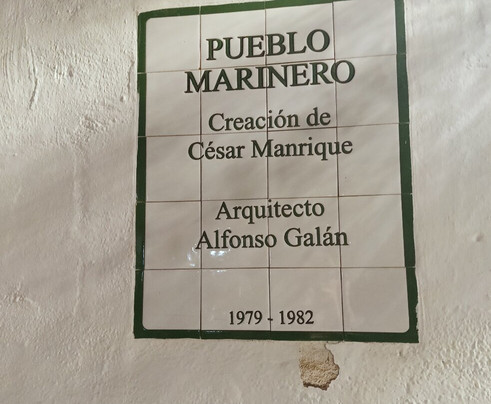 PUEBLO
MARINERO
Creación de
César Manrique
Arquitecto
Alfonso Galán
1979 - 1982